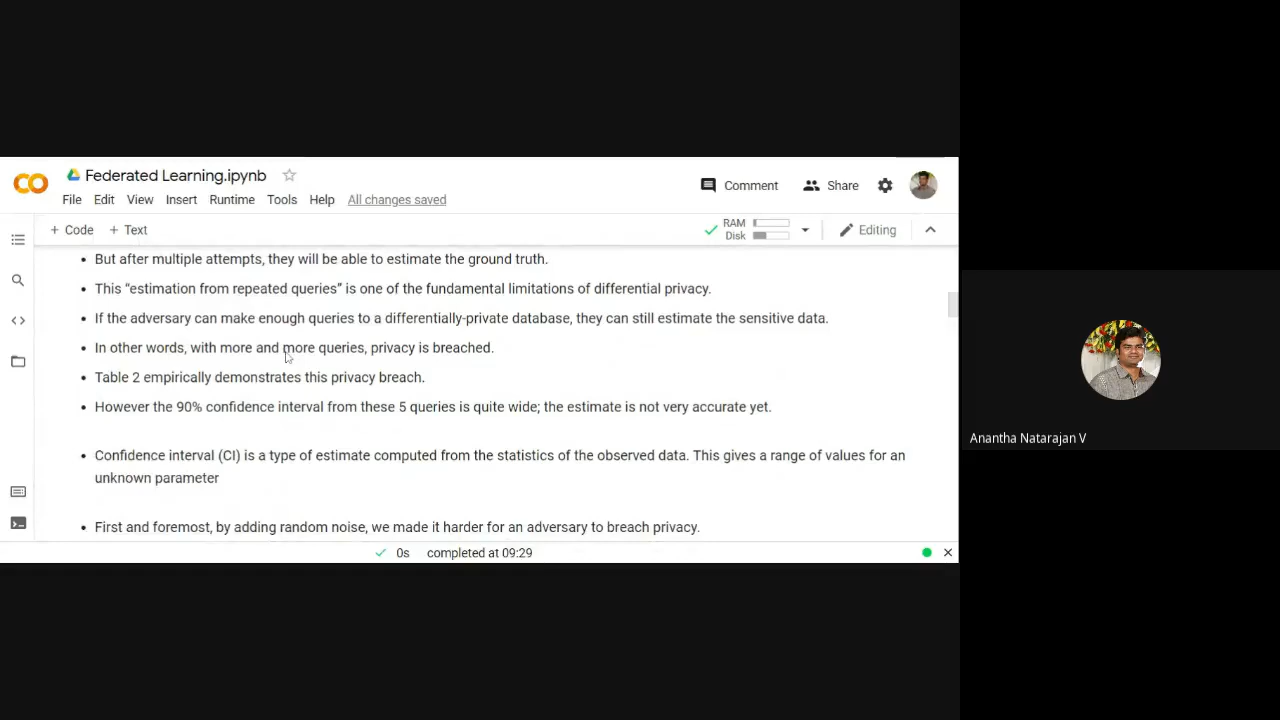 Federated Learning.ipynb
Comment
Share
File Edit View Insert Runtime Tools Help All changes saved
+ Code + Text
RAM
Disk
Editing
• But after multiple attempts, they will be able to estimate the ground truth.
• This “estimation from repeated queries” is one of the fundamental limitations of differential privacy.
• If the adversary can make enough queries to a differentially-private database, they can still estimate the sensitive data.
• In other words, with more and more queries, privacy is breached.
• Table 2 empirically demonstrates this privacy breach.
• However the 90% confidence interval from these 5 queries is quite wide; the estimate is not very accurate yet.
• Confidence interval (CI) is a type of estimate computed from the statistics of the observed data. This gives a range of values for an
unknown parameter
• First and foremost, by adding random noise, we made it harder for an adversary to breach privacy.
0s completed at 09:29
Anantha Natarajan V